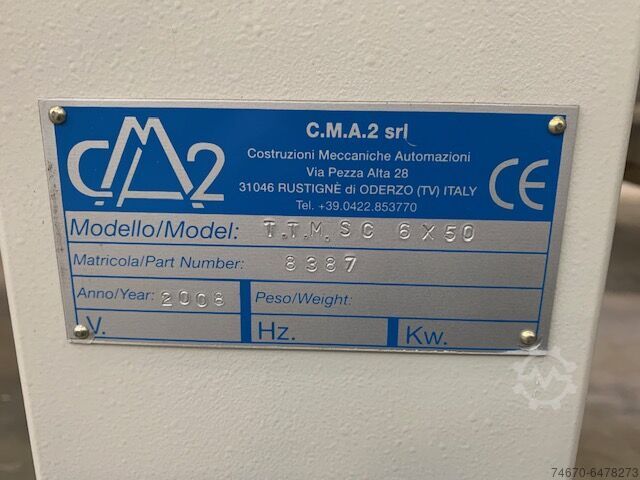 CMA2
C.M.A.2 srl
Costruzioni Meccaniche Automazioni
Via Pezza Alta 28
31046 RUSTIGNÈ di ODERZO (TV) ITALY
Tel. +39.0422.853770
CE
Modello/Model: T.T.M. SC 6X50
Matricola/Part Number: 8387
Anno/Year: 2008 Peso/Weight:
V. Hz. Kw.
74670-6478273